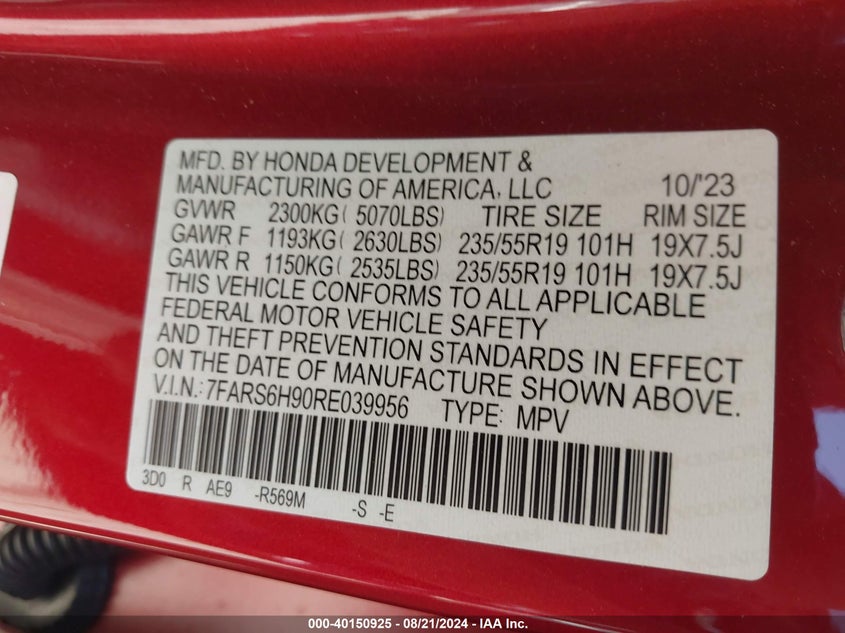 MFD. BY HONDA DEVELOPMENT &
MANUFACTURING OF AMERICA, LLC 10/'23
GVWR 2300KG( 5070LBS) TIRE SIZE RIM SIZE
GAWR F 1193KG( 2630LBS) 235/55R19 101H 19X7.5J
GAWR R 1150KG( 2535LBS) 235/55R19 101H 19X7.5J
THIS VEHICLE CONFORMS TO ALL APPLICABLE
FEDERAL MOTOR VEHICLE SAFETY
AND THEFT PREVENTION STANDARDS IN EFFECT
ON THE DATE OF MANUFACTURE SHOWN ABOVE.
V.I.N.: 7FARS6H90RE039956 TYPE: MPV
3D0 R AE9 -R569M -S -E
000-40150925 - 08/21/2024 - IAA Inc.